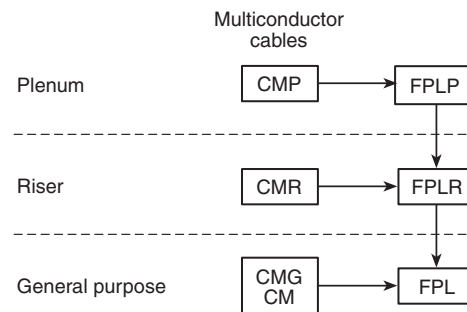 Multiconductor
cables
Plenum
CMP
FPLP
Riser
CMR
FPLR
General purpose
CMG
CM
FPL